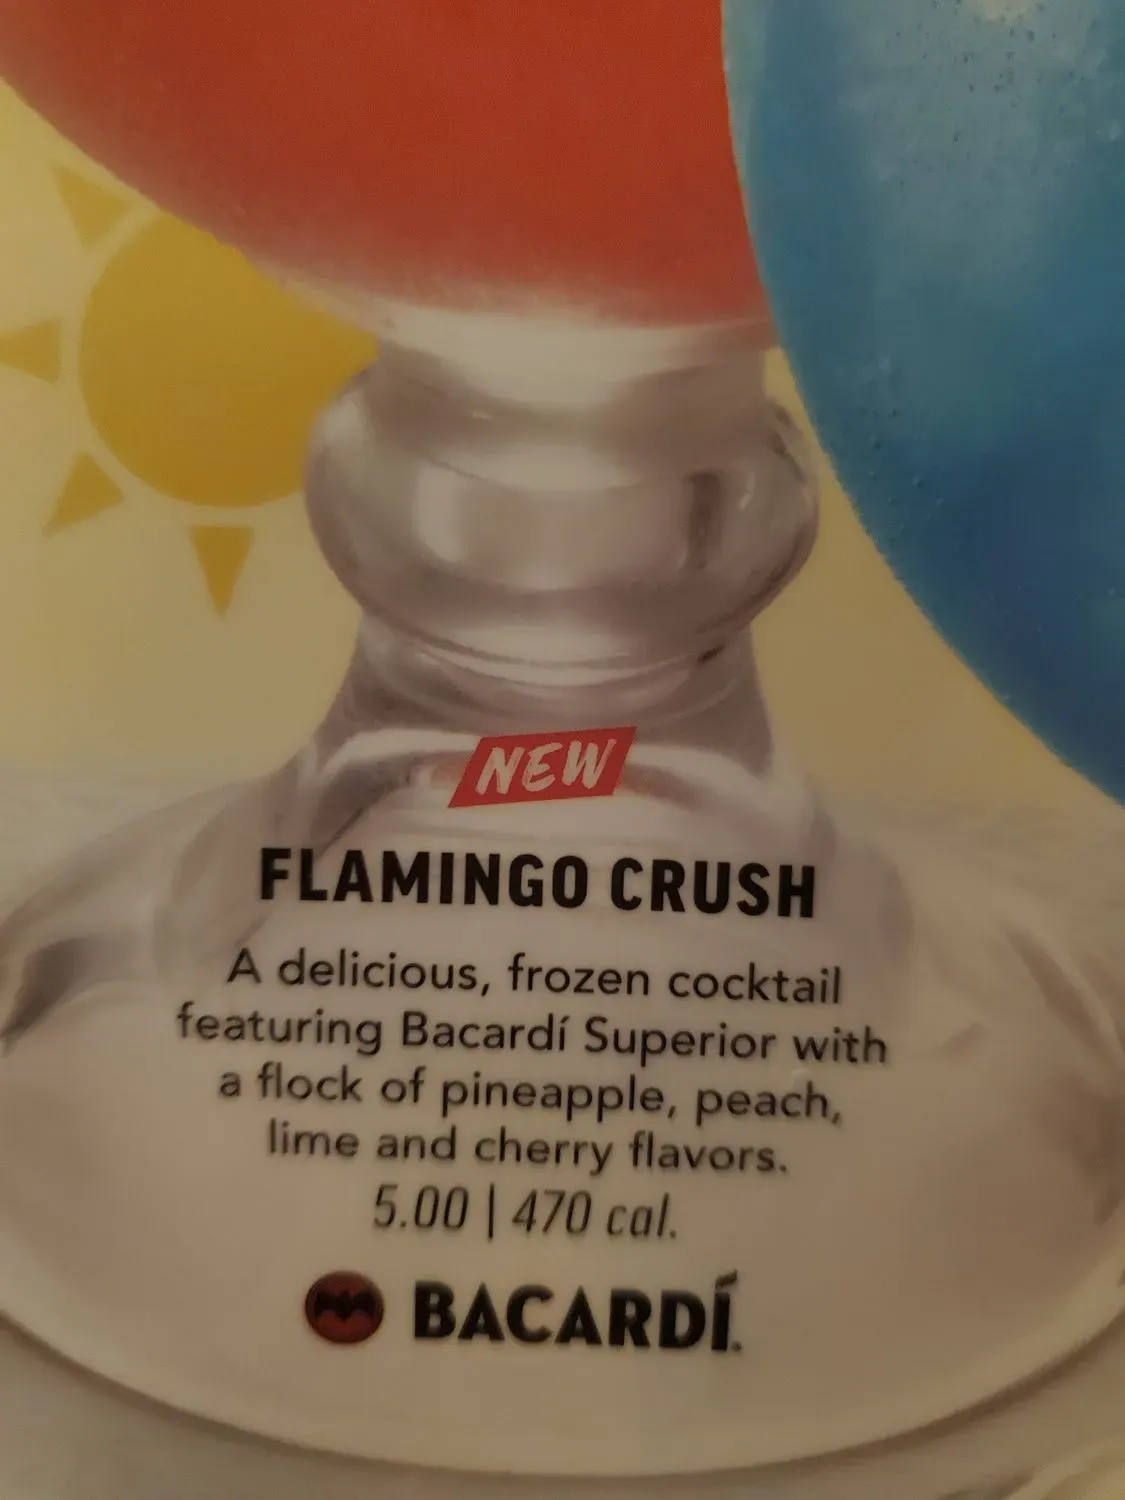 NEW
FLAMINGO CRUSH
A delicious, frozen cocktail
featuring Bacardí Superior with
a flock of pineapple, peach,
lime and cherry flavors.
5.00 | 470 cal.
BACARDÍ.